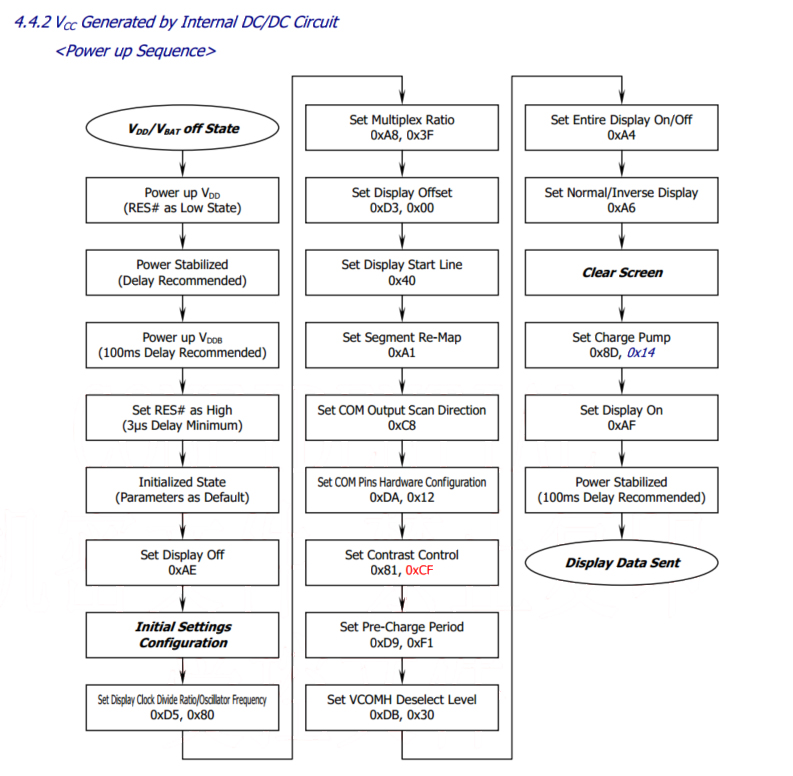 4.4.2 VCC Generated by Internal DC/DC Circuit
<Power up Sequence>
VDD/VBAT off State
Power up VDD
(RES# as Low State)
Power Stabilized
(Delay Recommended)
Power up VDDB
(100ms Delay Recommended)
Set RES# as High
(3μs Delay Minimum)
Initialized State
(Parameters as Default)
Set Display Off
0xAE
Initial Settings
Configuration
Set Display Clock Divide Ratio/Oscillator Frequency
0xD5, 0x80
Set Multiplex Ratio
0xA8, 0x3F
Set Display Offset
0xD3, 0x00
Set Display Start Line
0x40
Set Segment Re-Map
0xA1
Set COM Output Scan Direction
0xC8
Set COM Pins Hardware Configuration
0xDA, 0x12
Set Contrast Control
0x81, 0xCF
Set Pre-Charge Period
0xD9, 0xF1
Set VCOMH Deselect Level
0xDB, 0x30
Set Entire Display On/Off
0xA4
Set Normal/Inverse Display
0xA6
Clear Screen
Set Charge Pump
0x8D, 0x14
Set Display On
0xAF
Power Stabilized
(100ms Delay Recommended)
Display Data Sent